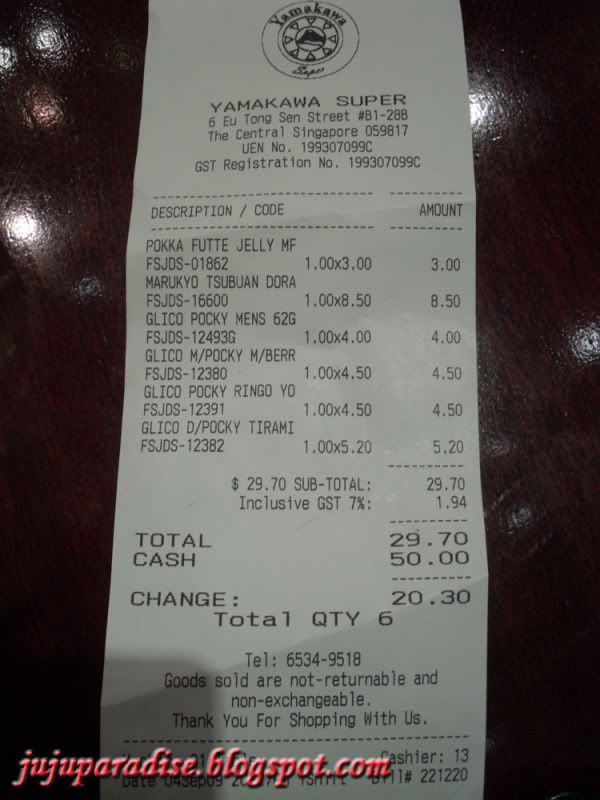 Yamakawa
Super
YAMAKAWA SUPER
6 Eu Tong Sen Street #B1-28B
The Central Singapore 059817
UEN No. 199307099C
GST Registration No. 199307099C
DESCRIPTION / CODE AMOUNT
POKKA FUTTE JELLY MF
FSJDS-01862 1.00x3.00 3.00
MARUKYO TSUBUAN DORA
FSJDS-16600 1.00x8.50 8.50
GLICO POCKY MENS 62G
FSJDS-12493G 1.00x4.00 4.00
GLICO M/POCKY M/BERR
FSJDS-12380 1.00x4.50 4.50
GLICO POCKY RINGO YO
FSJDS-12391 1.00x4.50 4.50
GLICO D/POCKY TIRAMI
FSJDS-12382 1.00x5.20 5.20
$ 29.70 SUB-TOTAL: 29.70
Inclusive GST 7%: 1.94
TOTAL 29.70
CASH 50.00
CHANGE: 20.30
Total QTY 6
Tel: 6534-9518
Goods sold are not-returnable and
non-exchangeable.
Thank You For Shopping With Us.
Cashier: 13
Date 04Sep09 Bill# 221220
jujuparadise.blogspot.com